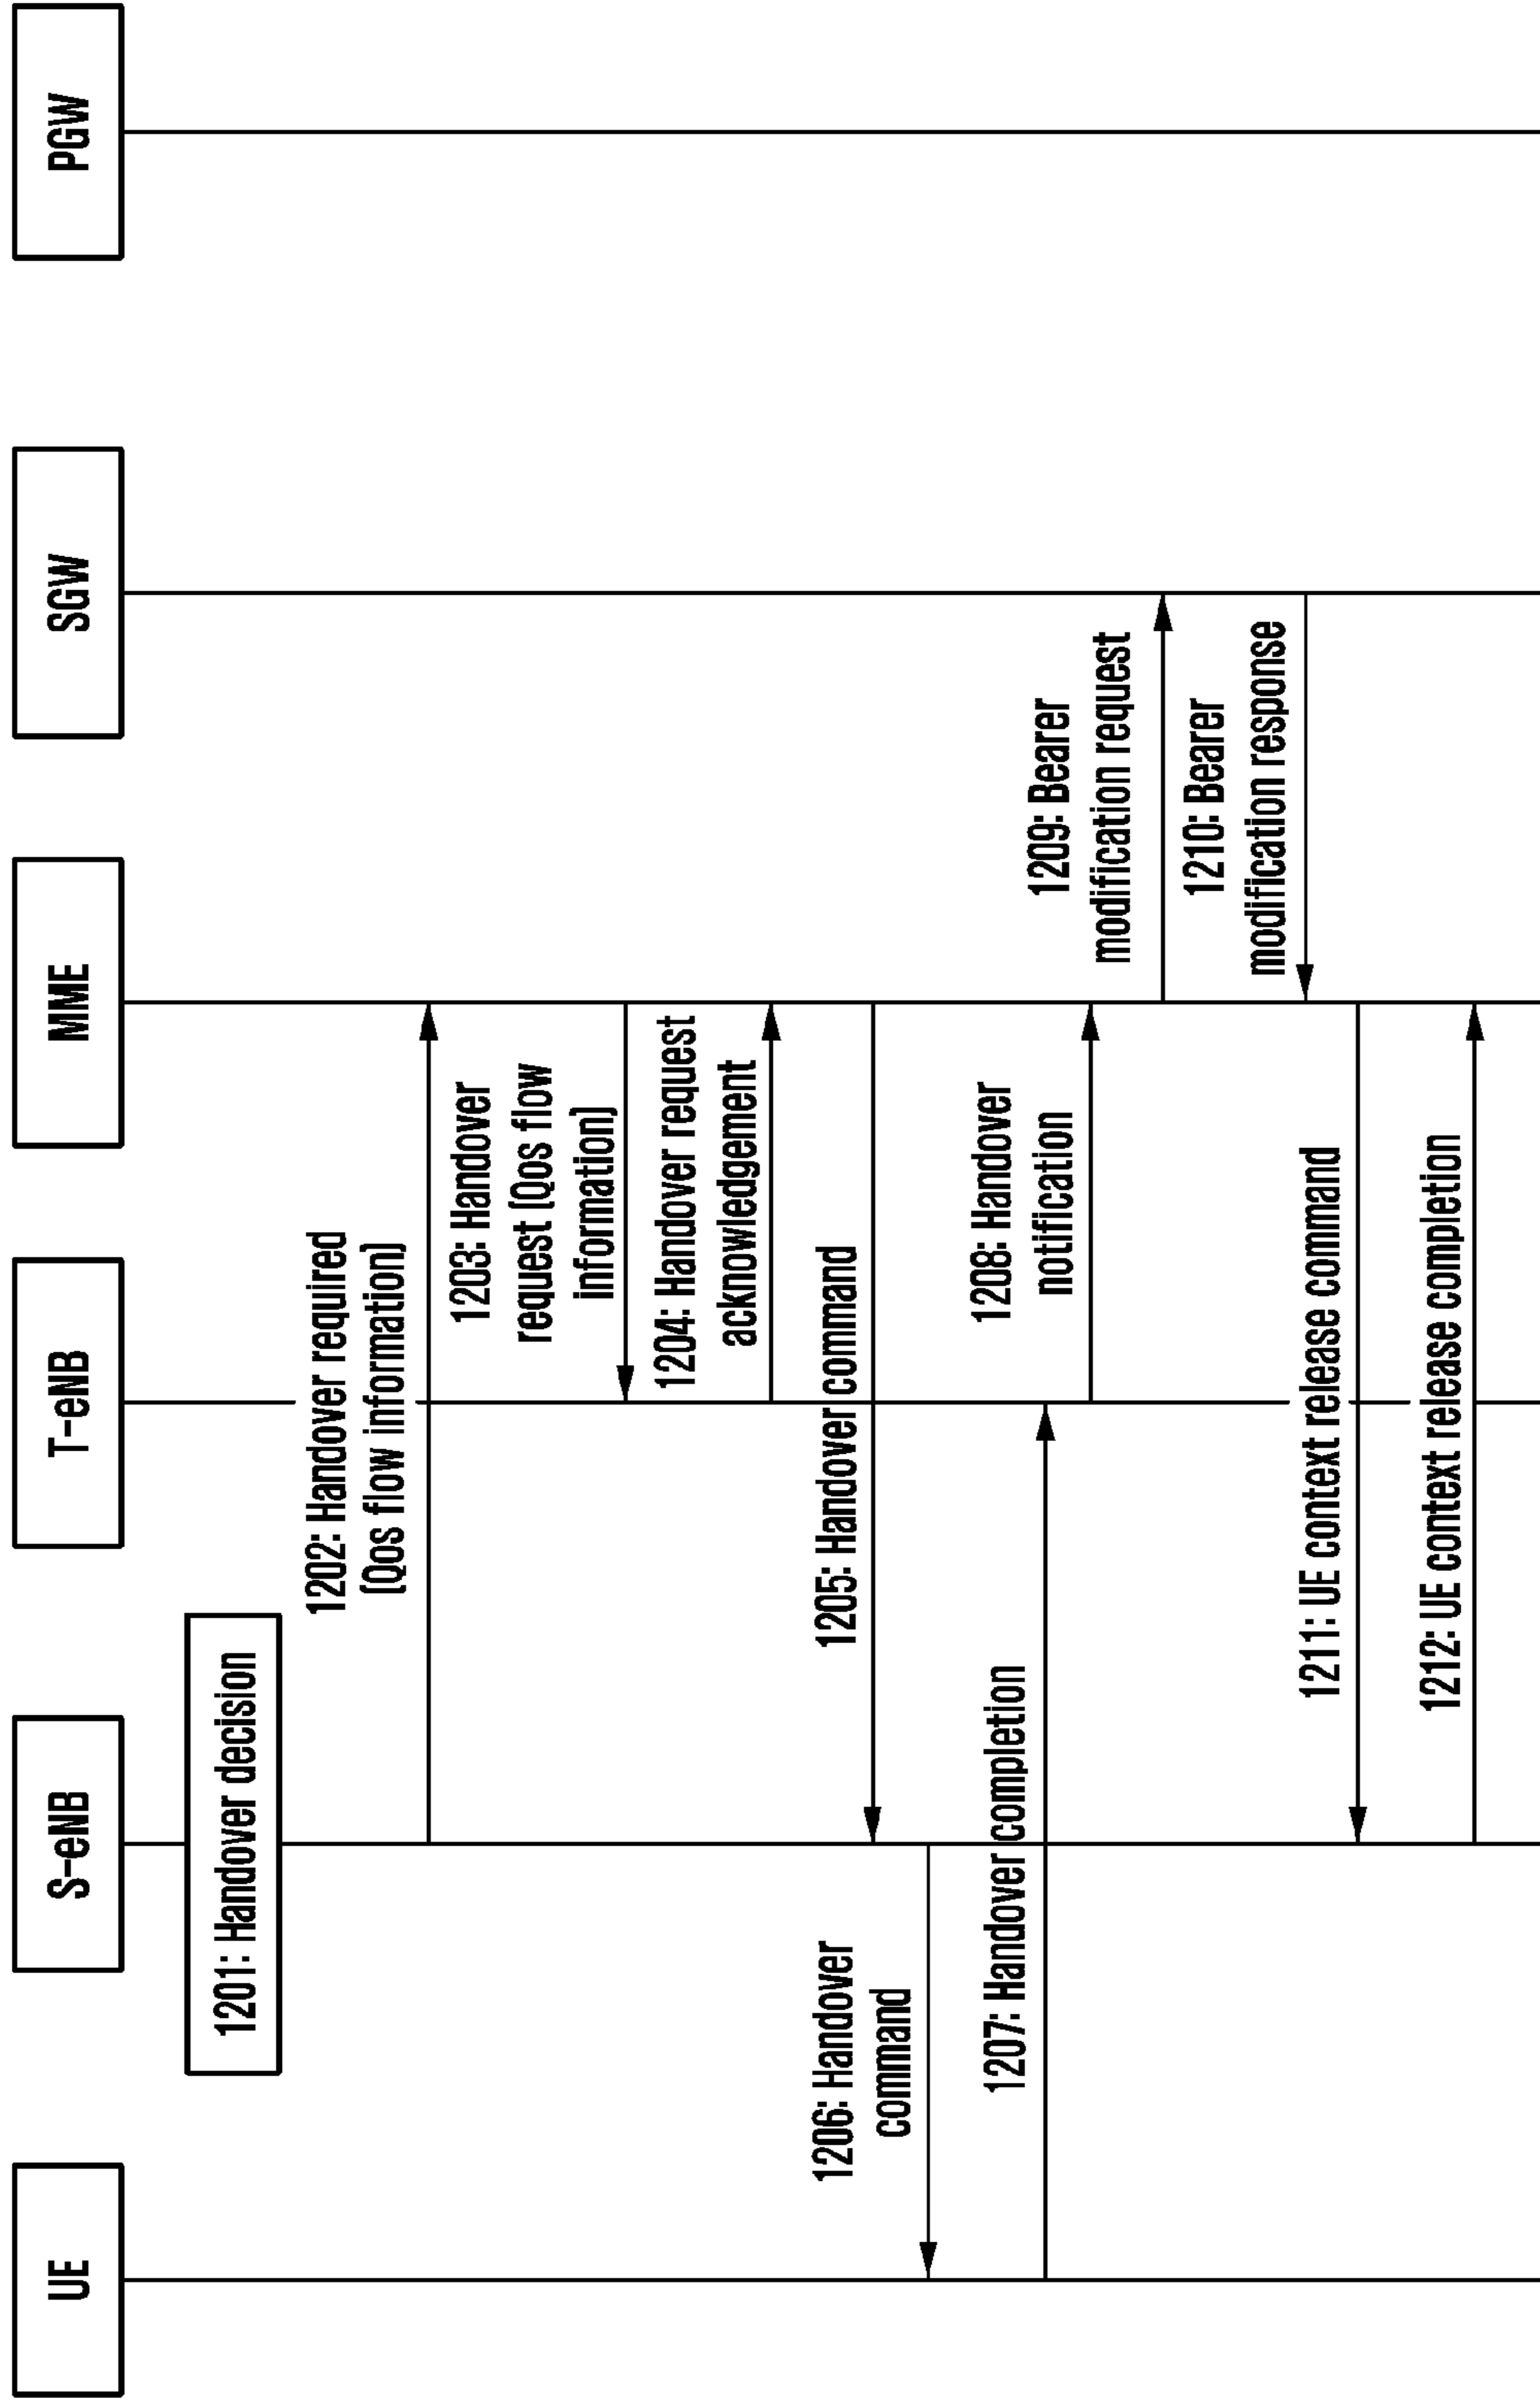 UE
S-eNB
T-eNB
MME
SGW
PGW
1201: Handover decision
1202: Handover required
(Qos flow information)
1203: Handover
request (Qos flow
information)
1204: Handover request
acknowledgement
1205: Handover command
1206: Handover
command
1207: Handover completion
1208: Handover
notification
1209: Bearer
modification request
1210: Bearer
modification response
1211: UE context release command
1212: UE context release completion